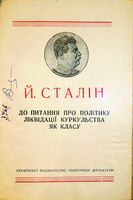 Й. СТАЛІН
ДО ПИТАННЯ ПРО ПОЛІТИКУ
ЛІКВІДАЦІЇ КУРКУЛЬСТВА
ЯК КЛАСУ
УКРАЇНСЬКЕ ВИДАВНИЦТВО ПОЛІТИЧНОЇ ЛІТЕРАТУРИ